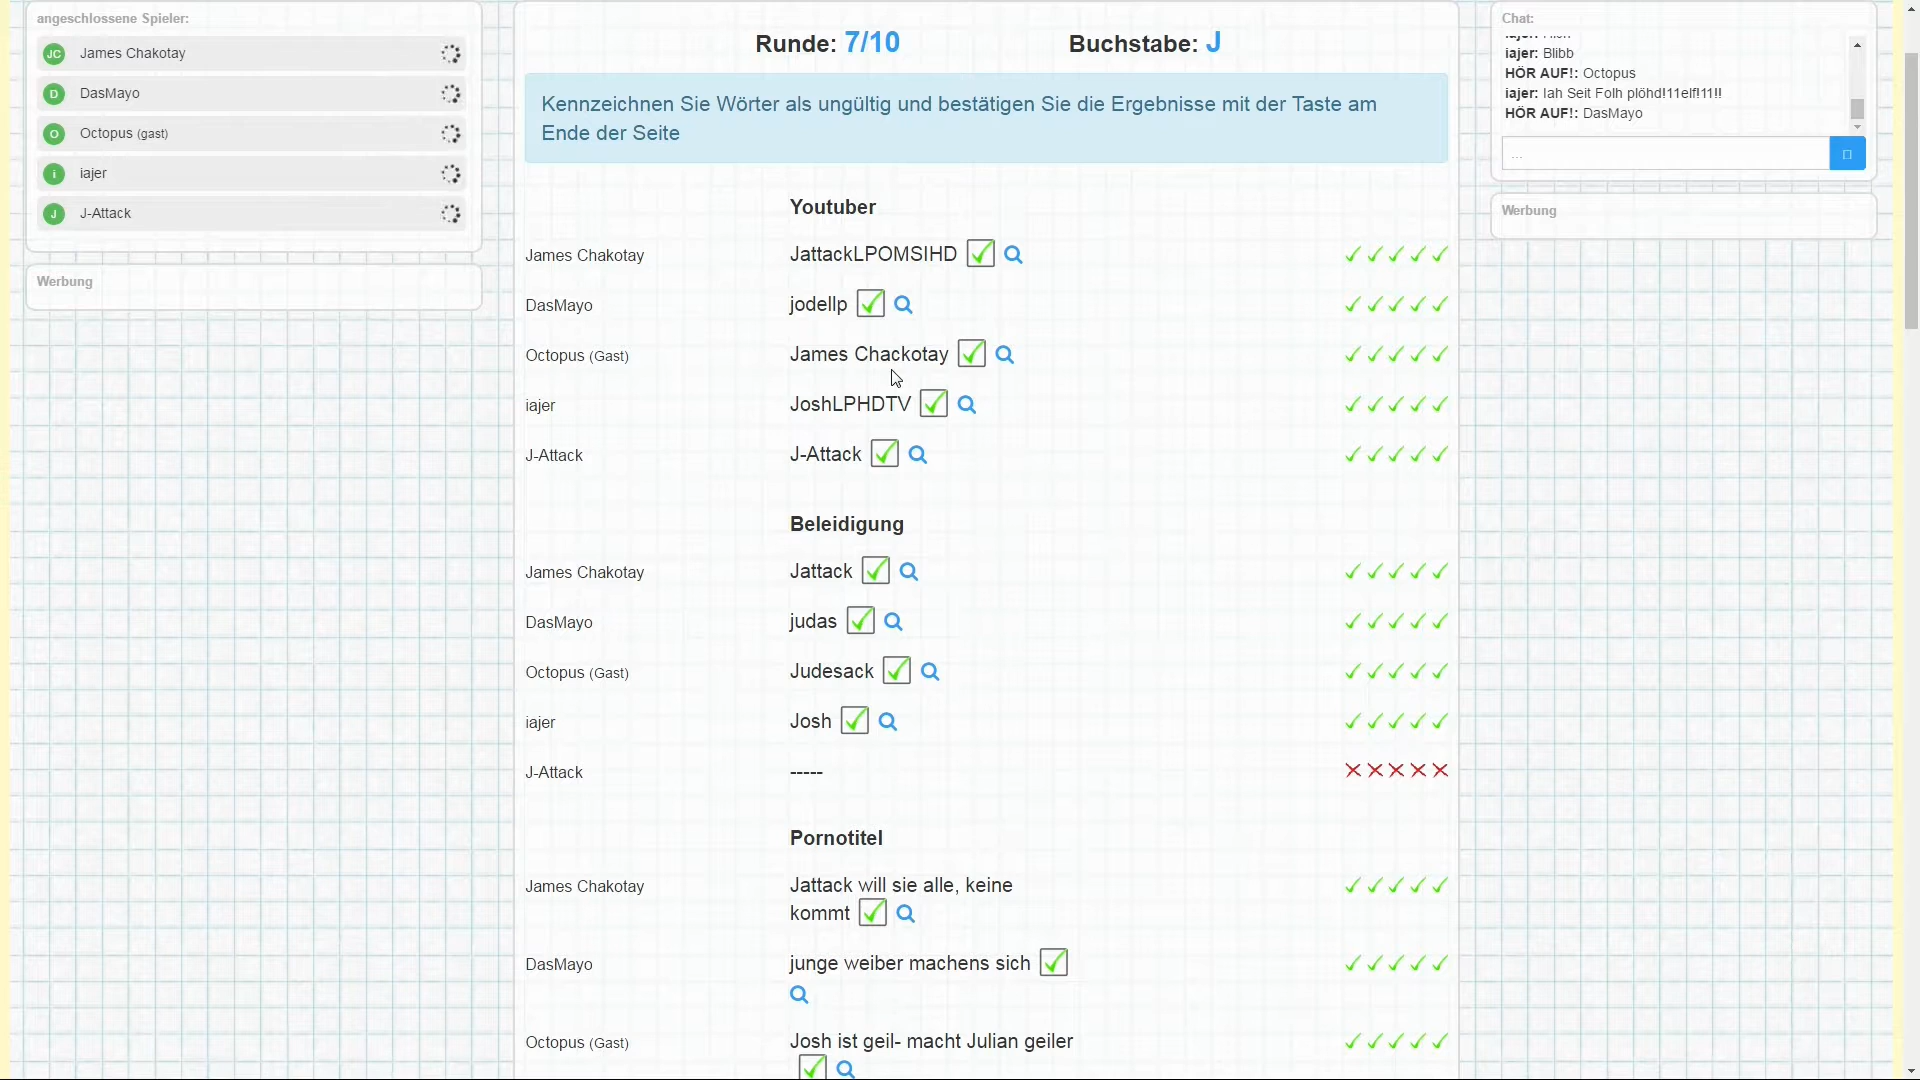 angeschlossene Spieler:
JC James Chakotay
D DasMayo
O Octopus (gast)
i iajer
J J-Attack
Werbung
Runde: 7/10 Buchstabe: J
Kennzeichnen Sie Wörter als ungültig und bestätigen Sie die Ergebnisse mit der Taste am
Ende der Seite
Youtuber
James Chakotay JattackLPOMSIHD
DasMayo jodellp
Octopus (Gast) James Chackotay
iajer JoshLPHDTV
J-Attack J-Attack
Beleidigung
James Chakotay Jattack
DasMayo judas
Octopus (Gast) Judesack
iajer Josh
J-Attack -----
Pornotitel
James Chakotay Jattack will sie alle, keine
kommt
DasMayo junge weiber machens sich
Octopus (Gast) Josh ist geil- macht Julian geiler
Chat:
iajer:
iajer: Blibb
HÖR AUF!: Octopus
iajer: Iah Seit Folh plöhd!11elf!11!!
HÖR AUF!: DasMayo
...
Werbung